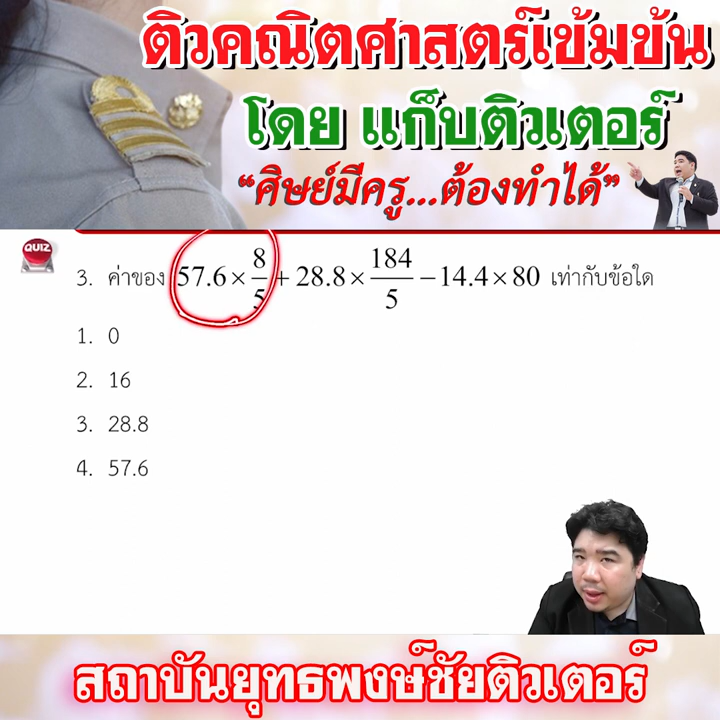 ติวคณิตศาสตร์เข้มข้น
โดย แก็บติวเตอร์
“ศิษย์มีครู...ต้องทำได้”
QUIZ
3. ค่าของ 57.6 × 8/5 + 28.8 × 184/5 − 14.4 × 80 เท่ากับข้อใด
1. 0
2. 16
3. 28.8
4. 57.6
สถาบันยุทธพงษ์ชัยติวเตอร์